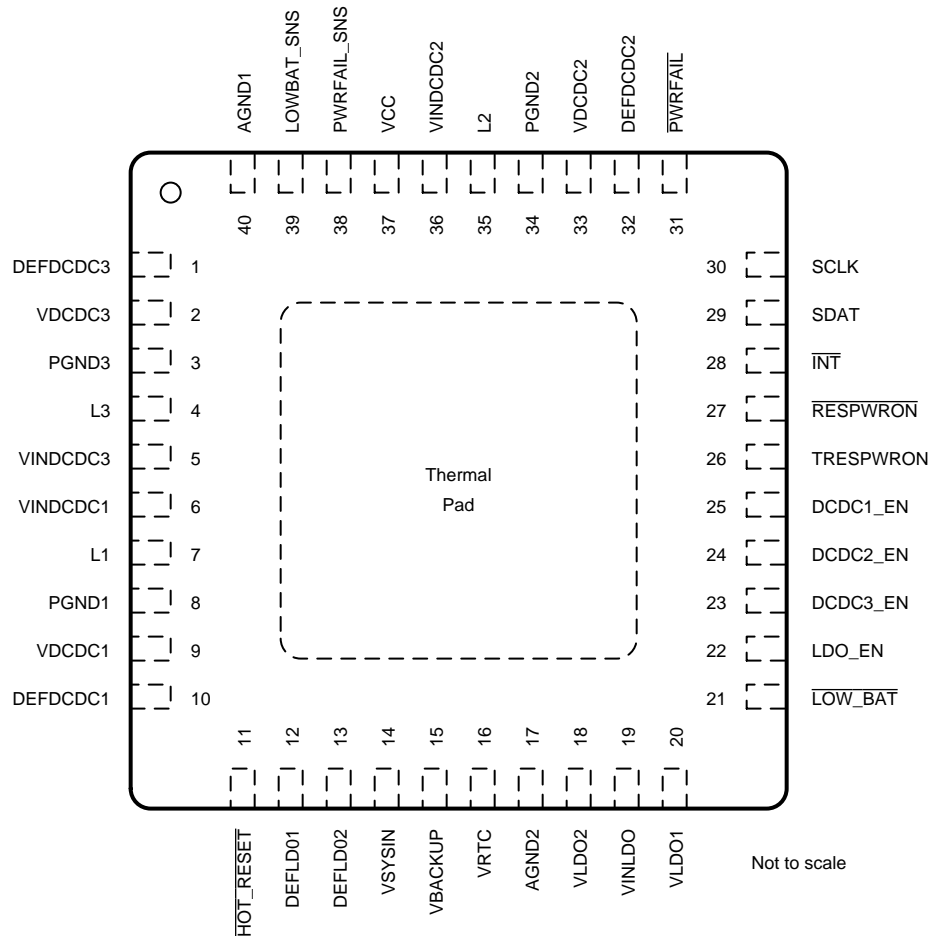 AGND1
LOWBAT_SNS
PWRFAIL_SNS
VCC
VINDCDC2
L2
PGND2
VDCDC2
DEFDCDC2
PWRFAIL
40
39
38
37
36
35
34
33
32
31
DEFDCDC3 1
VDCDC3 2
PGND3 3
L3 4
VINDCDC3 5
VINDCDC1 6
L1 7
PGND1 8
VDCDC1 9
DEFDCDC1 10
Thermal
Pad
30 SCLK
29 SDAT
28 INT
27 RESPWRON
26 TRESPWRON
25 DCDC1_EN
24 DCDC2_EN
23 DCDC3_EN
22 LDO_EN
21 LOW_BAT
11
12
13
14
15
16
17
18
19
20
HOT_RESET
DEFLD01
DEFLD02
VSYSIN
VBACKUP
VRTC
AGND2
VLDO2
VINLDO
VLDO1
Not to scale